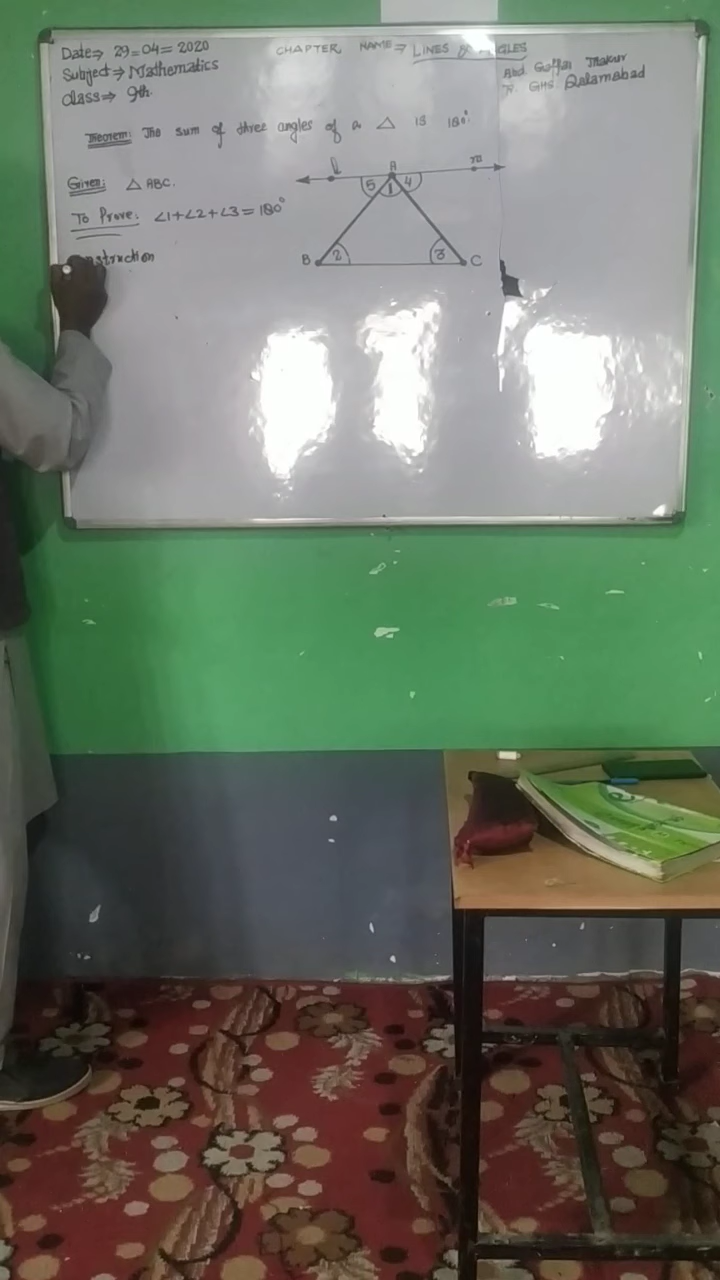 Date⇒ 29-04-2020
CHAPTER NAME ⇒ LINES & ANGLES
Subject ⇒ Mathematics
Class ⇒ 9th
Abd. Gaffar
GHS Qalamabad
Theorem: The sum of three angles of a △ is 180°
Given: △ ABC.
To Prove: ∠1+∠2+∠3=180°
Construction
l A m
5 1 4
B 2 3 C